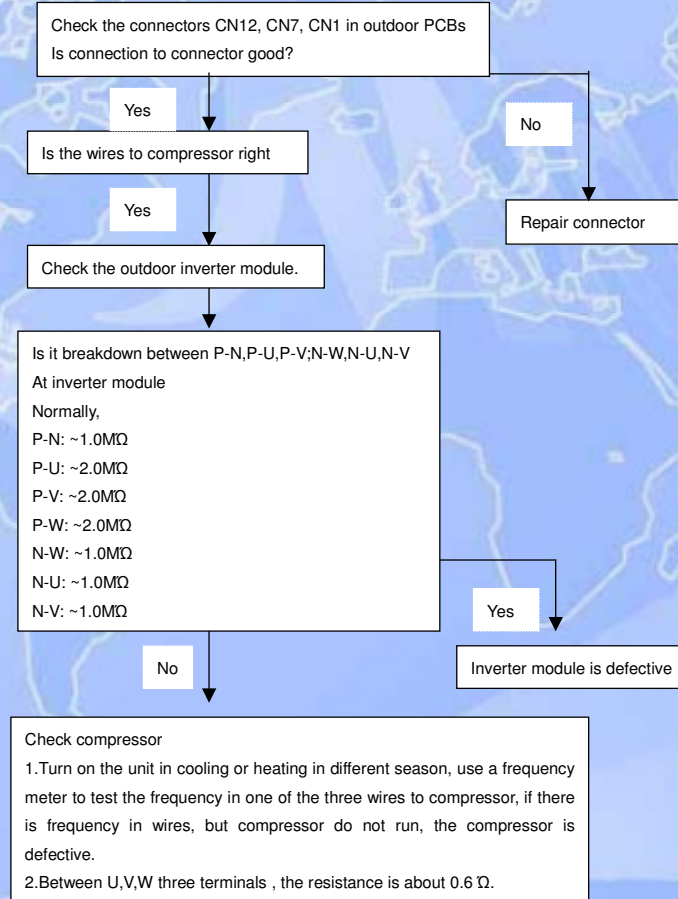 Check the connectors CN12, CN7, CN1 in outdoor PCBs
Is connection to connector good?
Yes
No
Is the wires to compressor right
Yes
Repair connector
Check the outdoor inverter module.
Is it breakdown between P-N,P-U,P-V;N-W,N-U,N-V
At inverter module
Normally,
P-N: ~1.0MΩ
P-U: ~2.0MΩ
P-V: ~2.0MΩ
P-W: ~2.0MΩ
N-W: ~1.0MΩ
N-U: ~1.0MΩ
N-V: ~1.0MΩ
Yes
No
Inverter module is defective
Check compressor
1.Turn on the unit in cooling or heating in different season, use a frequency
meter to test the frequency in one of the three wires to compressor, if there
is frequency in wires, but compressor do not run, the compressor is
defective.
2.Between U,V,W three terminals , the resistance is about 0.6 Ω.